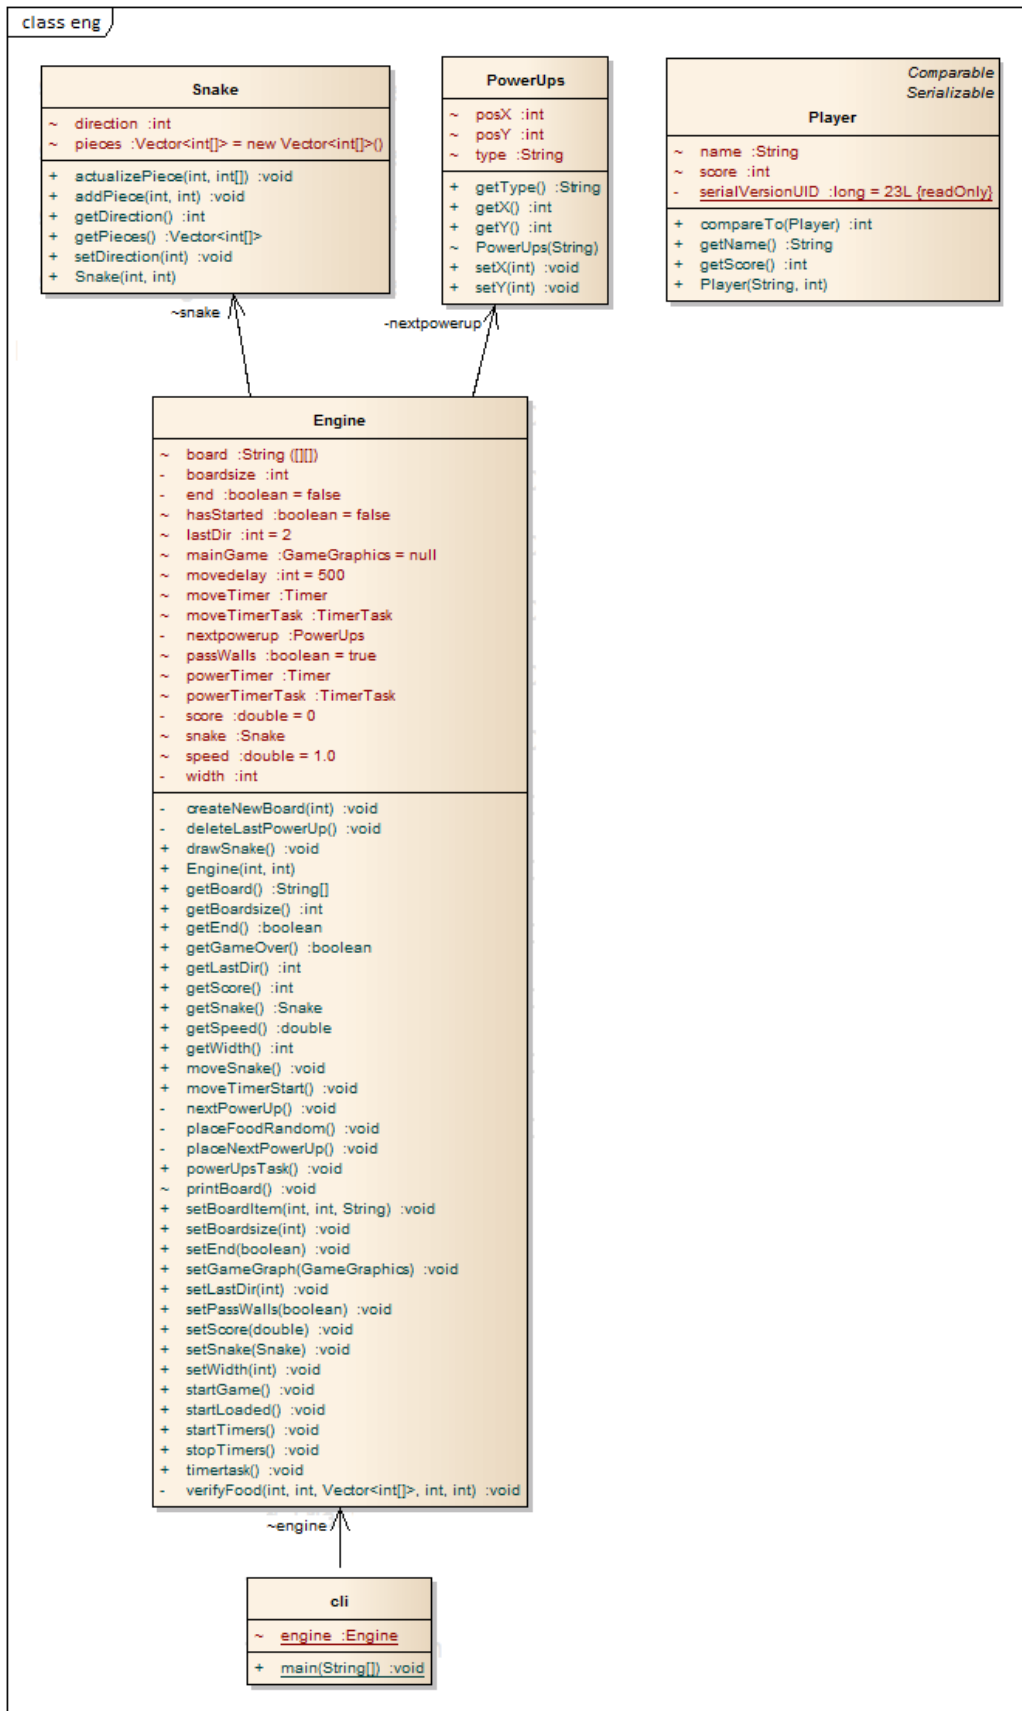 class eng
Snake
~ direction :int
~ pieces :Vector<int[]> = new Vector<int[]>()
+ actualizePiece(int, int[]) :void
+ addPiece(int, int) :void
+ getDirection() :int
+ getPieces() :Vector<int[]>
+ setDirection(int) :void
+ Snake(int, int)
PowerUps
~ posX :int
~ posY :int
~ type :String
+ getType() :String
+ getX() :int
+ getY() :int
~ PowerUps(String)
+ setX(int) :void
+ setY(int) :void
Comparable
Serializable
Player
~ name :String
~ score :int
- serialVersionUID :long = 23L {readOnly}
+ compareTo(Player) :int
+ getName() :String
+ getScore() :int
+ Player(String, int)
~snake
-nextpowerup
Engine
~ board :String ([][])
- boardsize :int
- end :boolean = false
~ hasStarted :boolean = false
~ lastDir :int = 2
~ mainGame :GameGraphics = null
~ movedelay :int = 500
~ moveTimer :Timer
~ moveTimerTask :TimerTask
- nextpowerup :PowerUps
~ passWalls :boolean = true
~ powerTimer :Timer
~ powerTimerTask :TimerTask
- score :double = 0
~ snake :Snake
~ speed :double = 1.0
- width :int
- createNewBoard(int) :void
- deleteLastPowerUp() :void
+ drawSnake() :void
+ Engine(int, int)
+ getBoard() :String[]
+ getBoardsize() :int
+ getEnd() :boolean
+ getGameOver() :boolean
+ getLastDir() :int
+ getScore() :int
+ getSnake() :Snake
+ getSpeed() :double
+ getWidth() :int
+ moveSnake() :void
+ moveTimerStart() :void
- nextPowerUp() :void
- placeFoodRandom() :void
- placeNextPowerUp() :void
+ powerUpsTask() :void
~ printBoard() :void
+ setBoardItem(int, int, String) :void
+ setBoardsize(int) :void
+ setEnd(boolean) :void
+ setGameGraph(GameGraphics) :void
+ setLastDir(int) :void
+ setPassWalls(boolean) :void
+ setScore(double) :void
+ setSnake(Snake) :void
+ setWidth(int) :void
+ startGame() :void
+ startLoaded() :void
+ startTimers() :void
+ stopTimers() :void
+ timertask() :void
- verifyFood(int, int, Vector<int[]>, int, int) :void
~engine
cli
~ engine :Engine
+ main(String[]) :void